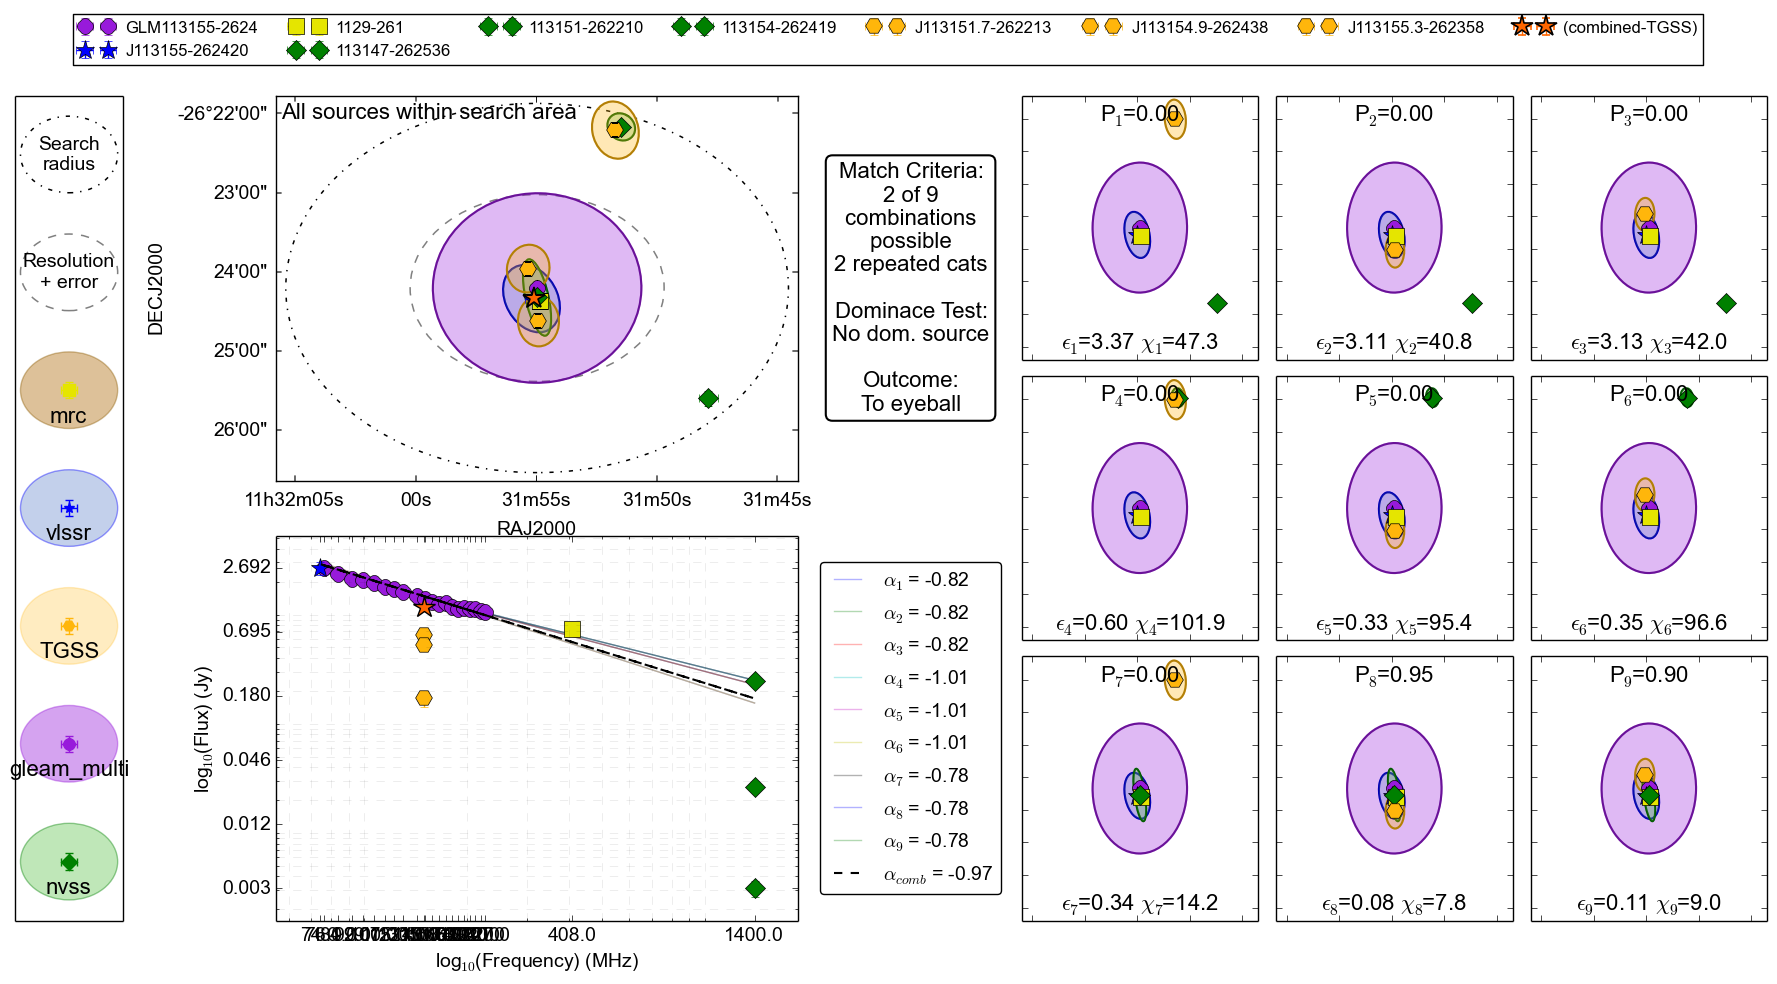 GLM113155-2624
1129-261
113151-262210
113154-262419
J113151.7-262213
J113154.9-262438
J113155.3-262358
(combined-TGSS)
J113155-262420
113147-262536
Search
radius
Resolution
+ error
mrc
vlssr
TGSS
gleam_multi
nvss
All sources within search area
-26°22'00"
23'00"
24'00"
25'00"
26'00"
DECJ2000
11h32m05s
00s
31m55s
31m50s
31m45s
RAJ2000
Match Criteria:
2 of 9
combinations
possible
2 repeated cats
Dominace Test:
No dom. source
Outcome:
To eyeball
2.692
0.695
0.180
0.046
0.012
0.003
log10(Flux) (Jy)
408.0
1400.0
log10(Frequency) (MHz)
α1 = -0.82
α2 = -0.82
α3 = -0.82
α4 = -1.01
α5 = -1.01
α6 = -1.01
α7 = -0.78
α8 = -0.78
α9 = -0.78
αcomb = -0.97
P1=0.00
ϵ1=3.37 χ1=47.3
P2=0.00
ϵ2=3.11 χ2=40.8
P3=0.00
ϵ3=3.13 χ3=42.0
P4=0.00
ϵ4=0.60 χ4=101.9
P5=0.00
ϵ5=0.33 χ5=95.4
P6=0.00
ϵ6=0.35 χ6=96.6
P7=0.00
ϵ7=0.34 χ7=14.2
P8=0.95
ϵ8=0.08 χ8=7.8
P9=0.90
ϵ9=0.11 χ9=9.0